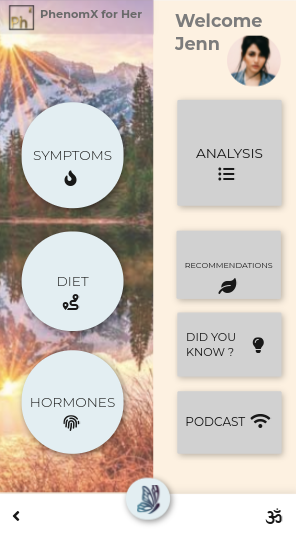 Ph
PhenomX for Her
Welcome
Jenn
SYMPTOMS
ANALYSIS
DIET
RECOMMENDATIONS
DID YOU
KNOW ?
HORMONES
PODCAST
ॐ